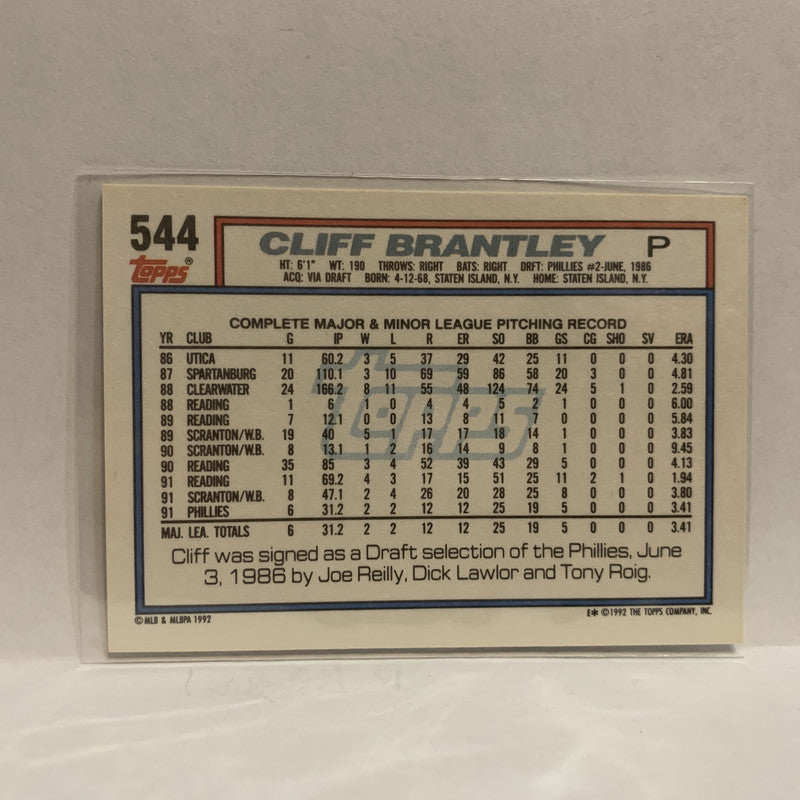 544
Topps®
CLIFF BRANTLEY P
HT: 6'1" WT: 190 THROWS: RIGHT BATS: RIGHT DRFT: PHILLIES #2-JUNE, 1986
ACQ: VIA DRAFT BORN: 4-12-68, STATEN ISLAND, N.Y. HOME: STATEN ISLAND, N.Y.
COMPLETE MAJOR & MINOR LEAGUE PITCHING RECORD
YR CLUB G IP W L R ER SO BB GS CG SHO SV ERA
86 UTICA 11 60.2 3 5 37 29 42 25 11 0 0 0 4.30
87 SPARTANBURG 20 110.1 3 10 69 59 86 58 20 3 0 0 4.81
88 CLEARWATER 24 166.2 8 11 55 48 124 74 24 5 1 0 2.59
88 READING 1 6 1 0 4 4 5 2 1 0 0 0 6.00
89 READING 7 12.1 0 0 13 8 11 7 0 0 0 0 5.84
89 SCRANTON/W.B. 19 40 5 1 17 17 18 14 1 0 0 0 3.83
90 SCRANTON/W.B. 8 13.1 1 2 16 14 9 8 1 0 0 0 9.45
90 READING 35 85 3 4 52 39 43 29 5 0 0 0 4.13
91 READING 11 69.2 4 3 17 15 51 25 11 2 1 0 1.94
91 SCRANTON/W.B. 8 47.1 2 4 26 20 28 25 8 0 0 0 3.80
91 PHILLIES 6 31.2 2 2 12 12 25 19 5 0 0 0 3.41
MAJ. LEA. TOTALS 6 31.2 2 2 12 12 25 19 5 0 0 0 3.41
Topps
Cliff was signed as a Draft selection of the Phillies, June
3, 1986 by Joe Reilly, Dick Lawlor and Tony Roig.
© MLB & MLBPA 1992 E* © 1992 THE TOPPS COMPANY, INC.